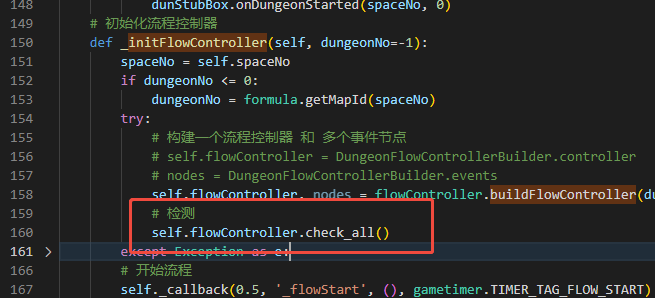 148 dunStubBox.onDungeonStarted(spaceNo, 0)
149 # 初始化流程控制器
150 def _initFlowController(self, dungeonNo=-1):
151 spaceNo = self.spaceNo
152 if dungeonNo <= 0:
153 dungeonNo = formula.getMapId(spaceNo)
154 try:
155 # 构建一个流程控制器 和 多个事件节点
156 # self.flowController = DungeonFlowControllerBuilder.controller
157 # nodes = DungeonFlowControllerBuilder.events
158 self.flowController, nodes = flowController.buildFlowController(du
159 # 检测
160 self.flowController.check_all()
161 except Exception as e:
166 # 开始流程
167 self._callback(0.5, '_flowStart', (), gametimer.TIMER_TAG_FLOW_START)